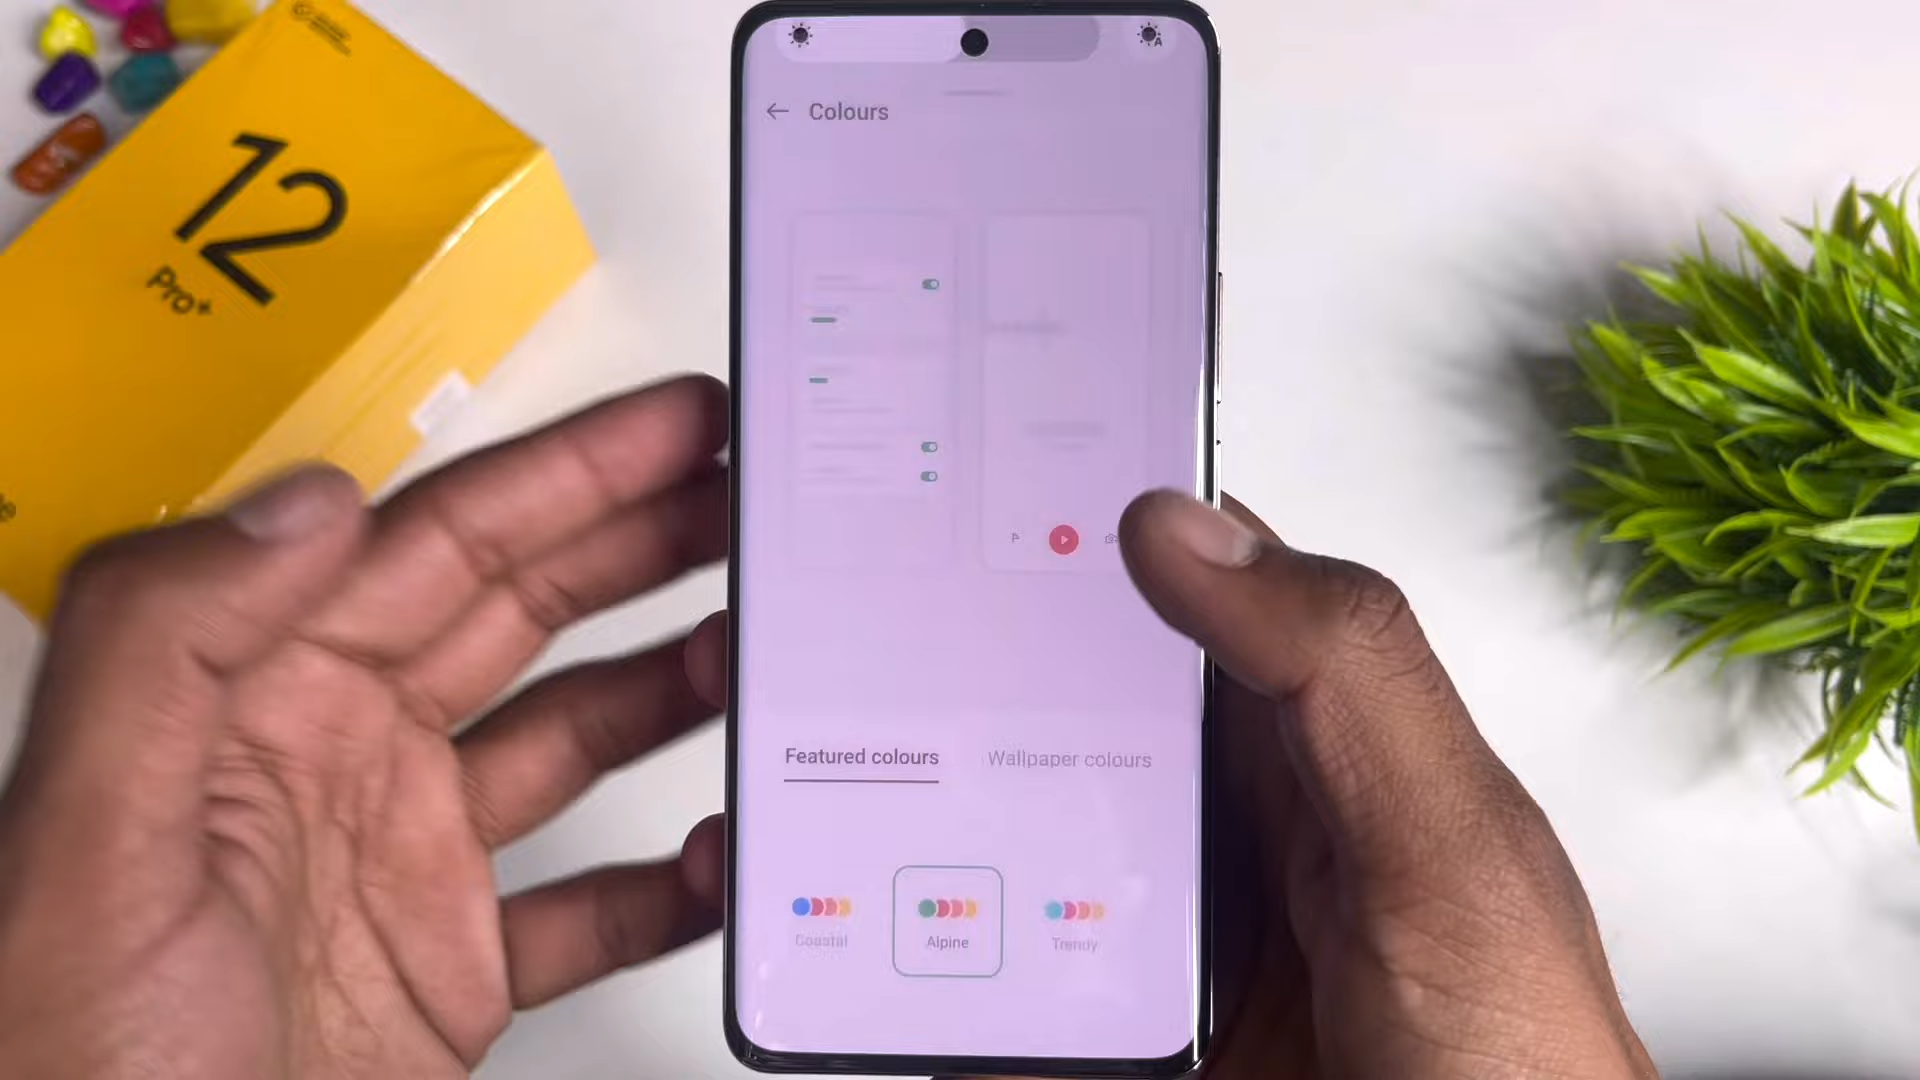 12
Pro+
Colours
Featured colours
Wallpaper colours
Coastal
Alpine
Trendy